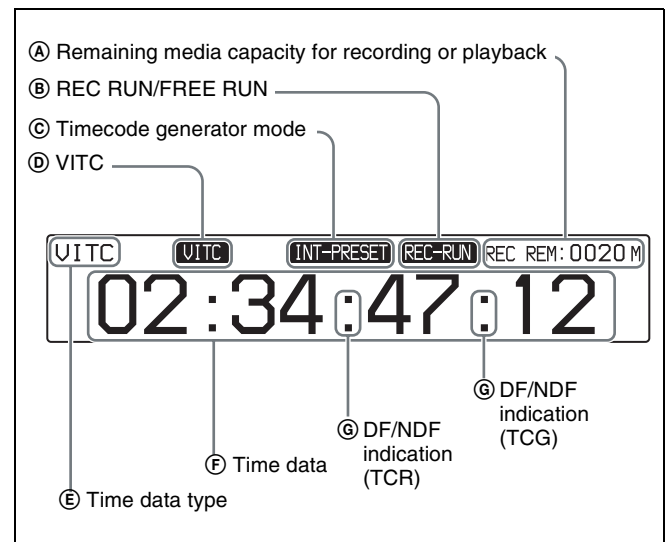 Ⓐ Remaining media capacity for recording or playback
Ⓑ REC RUN/FREE RUN
Ⓒ Timecode generator mode
Ⓓ VITC
VITC VITC INT-PRESET REC-RUN REC REM:0020 M
02:34:47:12
Ⓖ DF/NDF
indication
(TCG)
Ⓖ DF/NDF
indication
(TCR)
Ⓕ Time data
Ⓔ Time data type